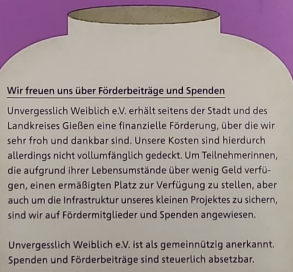 Wir freuen uns über Förderbeiträge und Spenden
Unvergesslich Weiblich e.V. erhält seitens der Stadt und des
Landkreises Gießen eine finanzielle Förderung, über die wir
sehr froh und dankbar sind. Unsere Kosten sind hierdurch
allerdings nicht vollumfänglich gedeckt. Um Teilnehmerinnen,
die aufgrund ihrer Lebensumstände über wenig Geld verfü-
gen, einen ermäßigten Platz zur Verfügung zu stellen, aber
auch um die Infrastruktur unseres kleinen Projektes zu sichern,
sind wir auf Fördermitglieder und Spenden angewiesen.
Unvergesslich Weiblich e.V. ist als gemeinnützig anerkannt.
Spenden und Förderbeiträge sind steuerlich absetzbar.